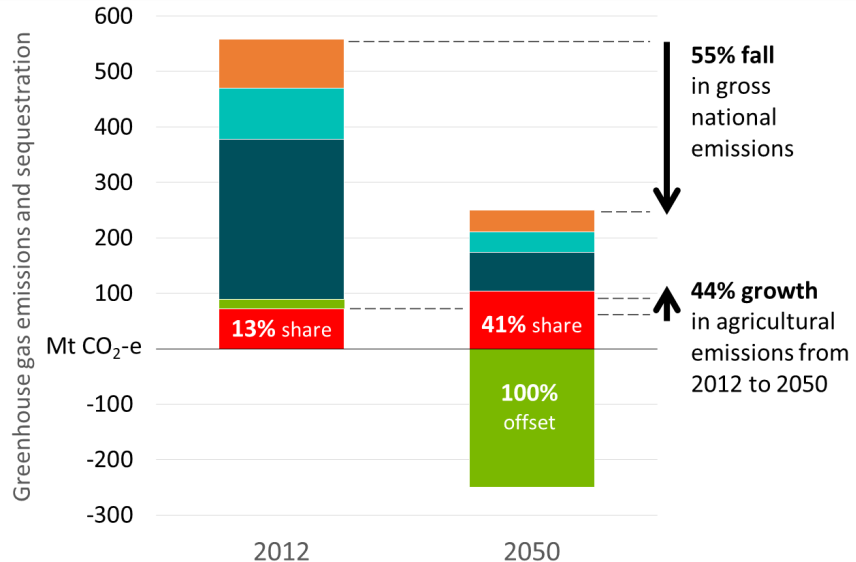 Greenhouse gas emissions and sequestration
600
500
400
300
200
100
Mt CO₂-e
-100
-200
-300
13% share
41% share
100%
offset
2012
2050
55% fall
in gross
national
emissions
44% growth
in agricultural
emissions from
2012 to 2050